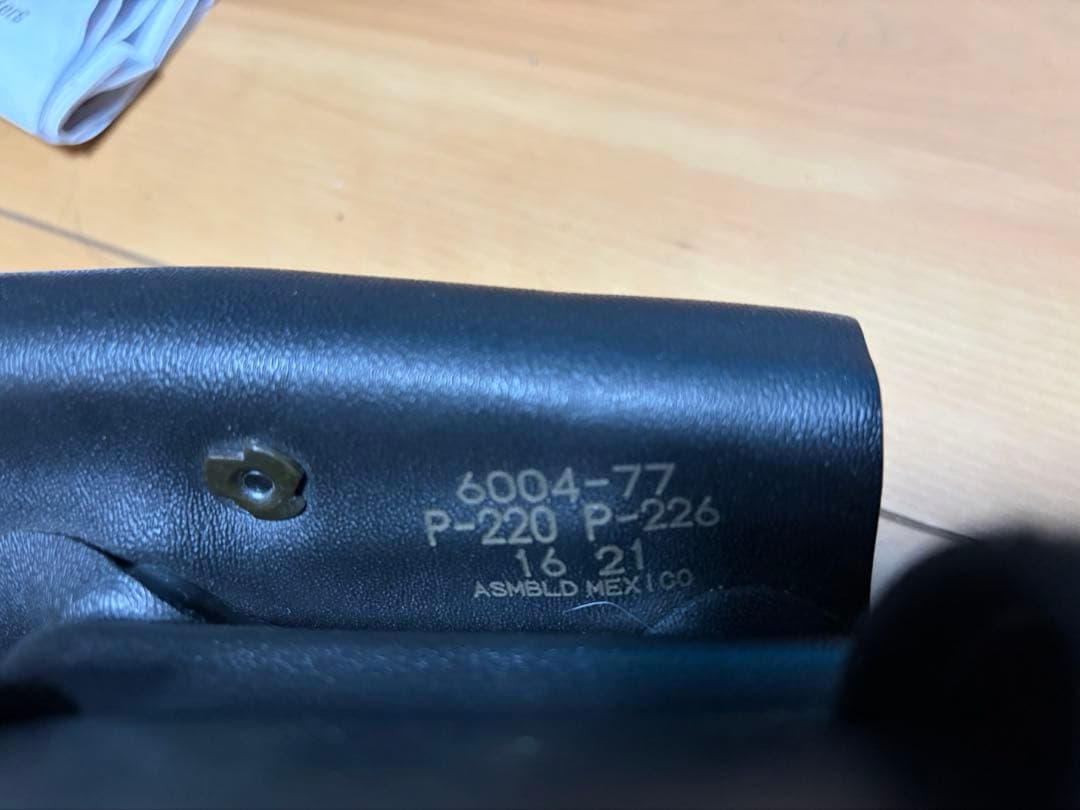 6004-77
P-220 P-226
16 21
ASMBLD MEXICO